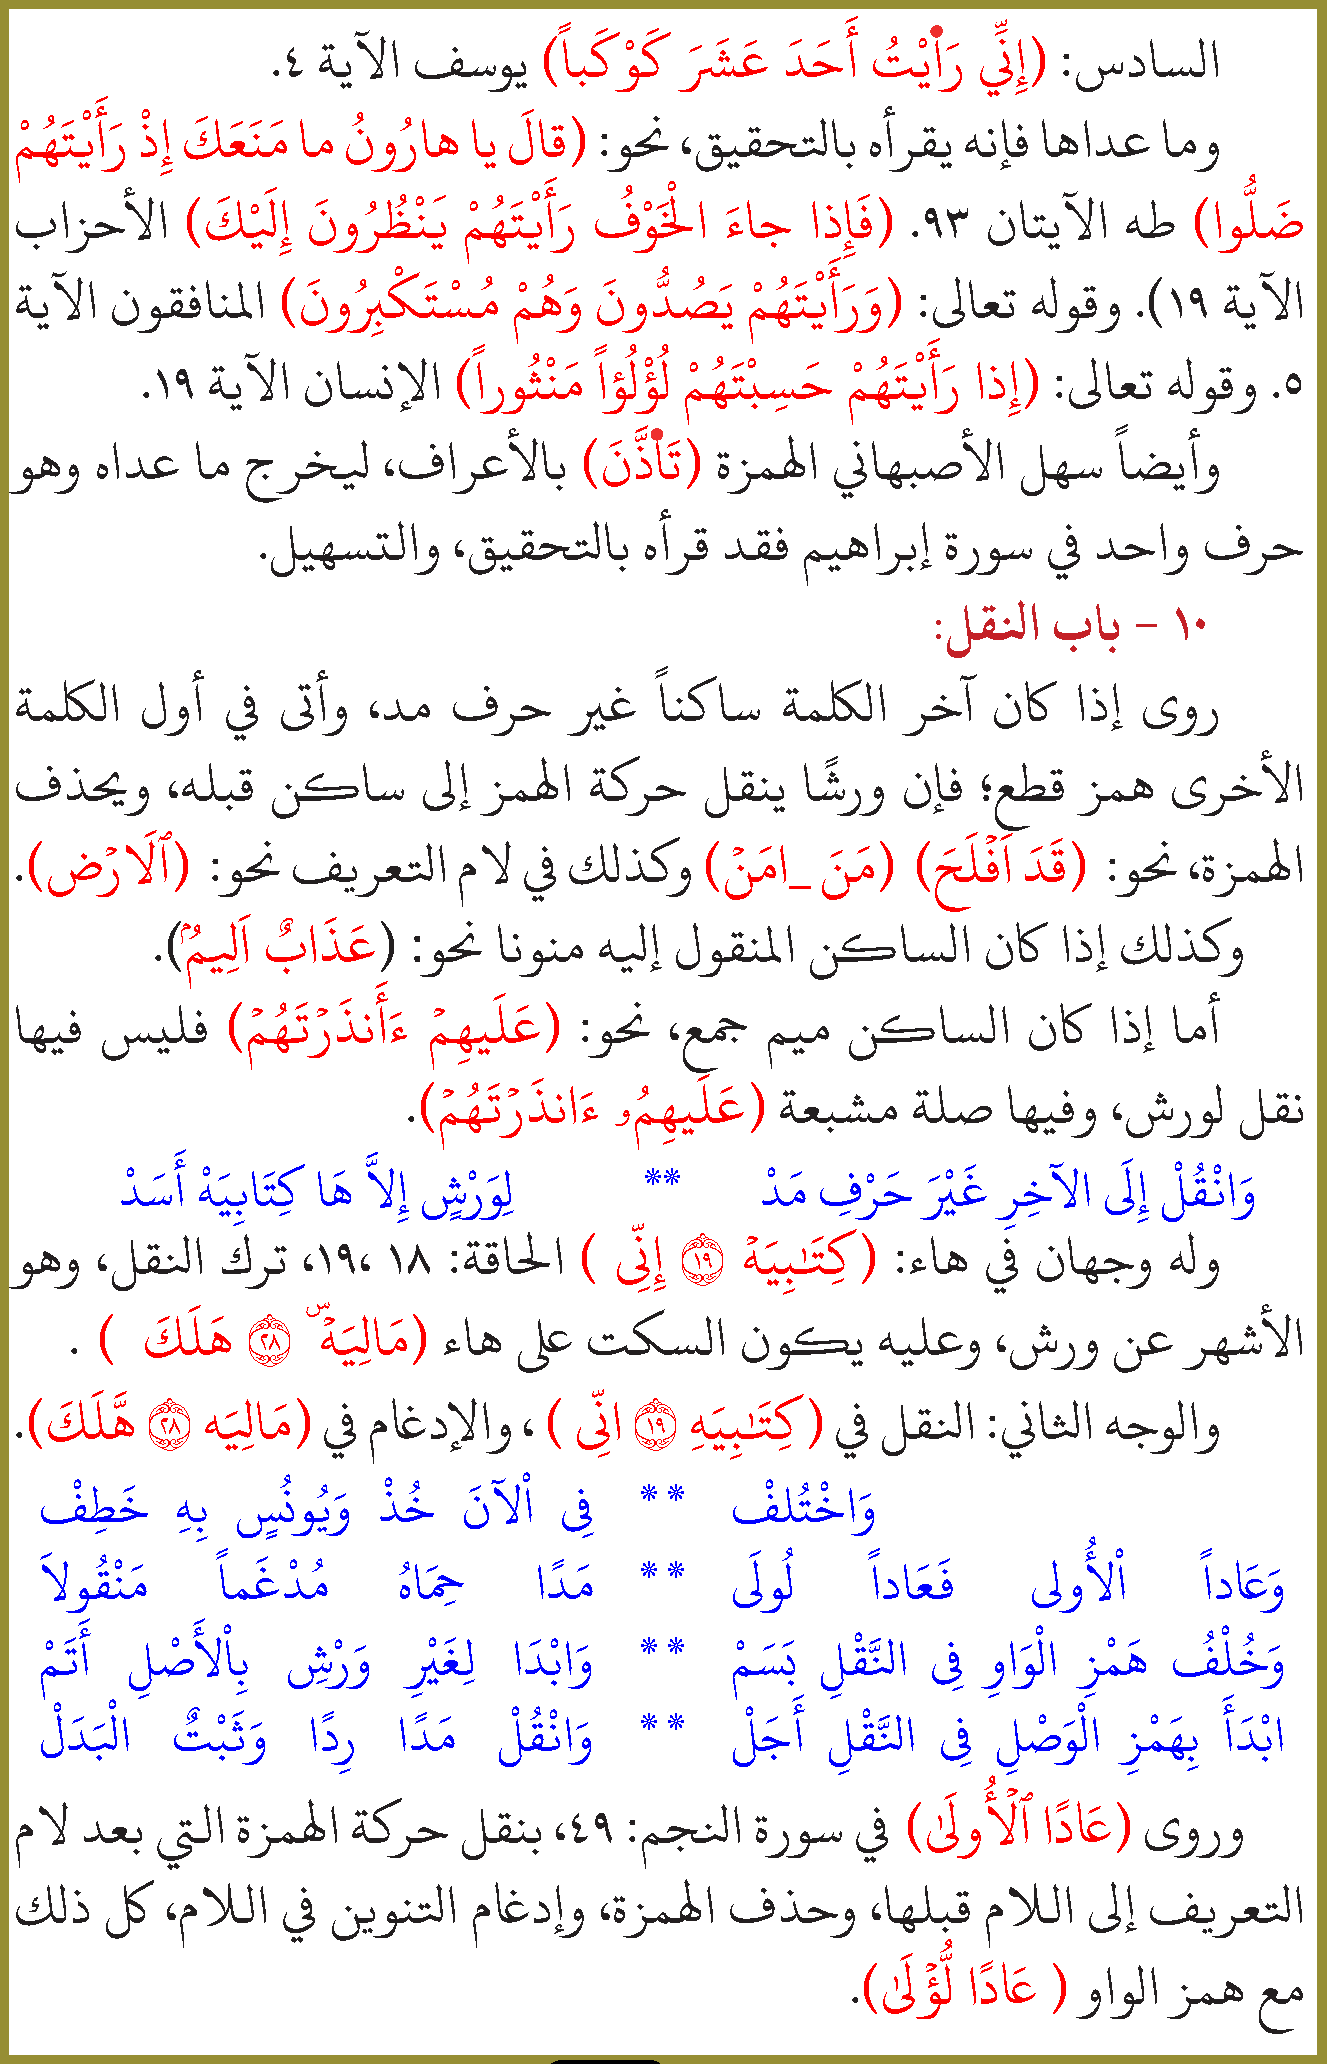 السادس: (إِنِّي رَاَيْتُ أَحَدَ عَشَرَ كَوْكَباً) يوسف الآية ٤.
وما عداها فإنه يقرأه بالتحقيق، نحو: (قالَ يا هارُونُ ما مَنَعَكَ إِذْ رَأَيْتَهُمْ
ضَلُّوا) طه الآيتان ٩٣. (فَإِذا جاءَ الْخَوْفُ رَأَيْتَهُمْ يَنْظُرُونَ إِلَيْكَ) الأحزاب
الآية ١٩). وقوله تعالى: (وَرَأَيْتَهُمْ يَصُدُّونَ وَهُمْ مُسْتَكْبِرُونَ) المنافقون الآية
٥. وقوله تعالى: (إِذا رَأَيْتَهُمْ حَسِبْتَهُمْ لُؤْلُؤاً مَنْثُوراً) الإنسان الآية ١٩.
وأيضاً سهل الأصبهاني الهمزة (تَاَذَّنَ) بالأعراف، ليخرج ما عداه وهو
حرف واحد في سورة إبراهيم فقد قرأه بالتحقيق، والتسهيل.
١٠ – باب النقل:
روى إذا كان آخر الكلمة ساكناً غير حرف مد، وأتى في أول الكلمة
الأخرى همز قطع؛ فإن ورشًا ينقل حركة الهمز إلى ساكن قبله، ويحذف
الهمزة، نحو: (قَدَ اَفۡلَحَ) (مَنَ _امَنۡ) وكذلك في لام التعريف نحو: (ٱلَارۡض).
وكذلك إذا كان الساكن المنقول إليه منونا نحو: (عَذَابٌ اَلِيمُۢ).
أما إذا كان الساكن ميم جمع، نحو: (عَلَيهِمۡ ءَأَنذَرۡتَهُمۡ) فليس فيها
نقل لورش، وفيها صلة مشبعة (عَلَيهِمُۥ ءَانذَرۡتَهُمۡ).
وَانْقُلْ إِلَى الآخِرِ غَيْرَ حَرْفِ مَدْ ** لِوَرْشٍ إِلاَّ هَا كِتَابِيَهْ أَسَدْ
وله وجهان في هاء: (كِتَٰبِيَهۡ ١٩ إِنِّى ) الحاقة: ١٨ ،١٩، ترك النقل، وهو
الأشهر عن ورش، وعليه يكون السكت على هاء (مَالِيَهۡۜ ٢٨ هَلَكَ ) .
والوجه الثاني: النقل في (كِتَٰبِيَهِ ١٩ انِّى ) ، والإدغام في (مَالِيَه ٢٨ هَّلَكَ).
وَاخْتُلفْ ** فِى اْلآنَ خُذْ وَيُونُسٍ بِهِ خَطِفْ
وَعَاداً اْلأُولى فَعَاداً لُولَى ** مَدًا حِمَاهُ مُدْغَماً مَنْقُولاَ
وَخُلْفُ هَمْزِ الْوَاوِ فِى النَّقْلِ بَسَمْ ** وَابْدَا لِغَيْرِ وَرْشِ بِاْلأَصْلِ أَتَمْ
ابْدَأَ بِهَمْزِ الْوَصْلِ فِى النَّقْلِ أَجَلْ ** وَانْقُلْ مَدًا رِدًا وَثَبْتٌ الْبَدَلْ
وروى (عَادًا ٱلۡأُولَىٰ) في سورة النجم: ٤٩، بنقل حركة الهمزة التي بعد لام
التعريف إلى اللام قبلها، وحذف الهمزة، وإدغام التنوين في اللام، كل ذلك
مع همز الواو ( عَادًا لُّؤۡلَىٰ).